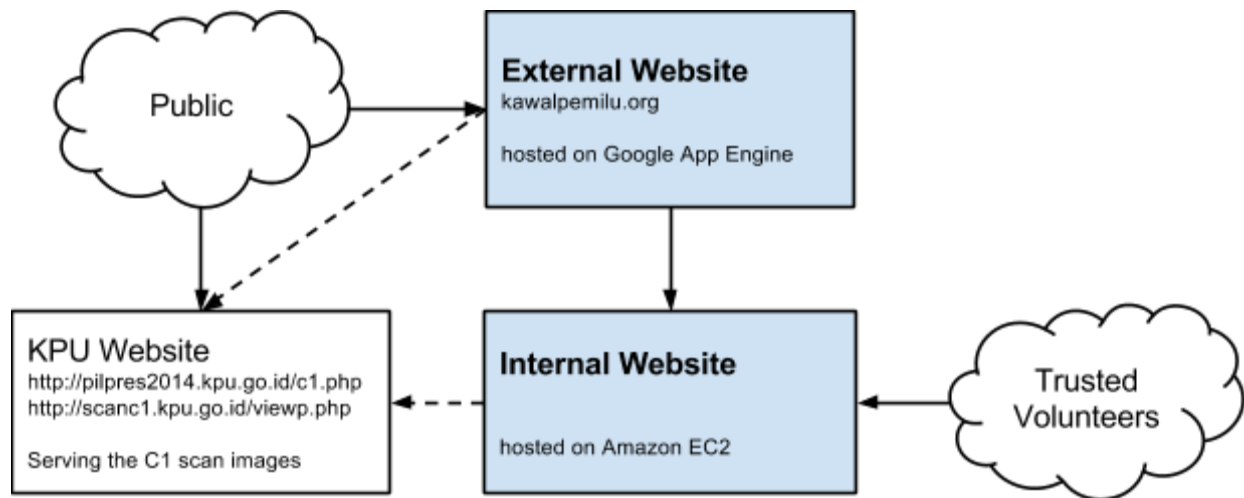 Public
External Website
kawalpemilu.org
hosted on Google App Engine
KPU Website
http://pilpres2014.kpu.go.id/c1.php
http://scanc1.kpu.go.id/viewp.php
Serving the C1 scan images
Internal Website
hosted on Amazon EC2
Trusted
Volunteers